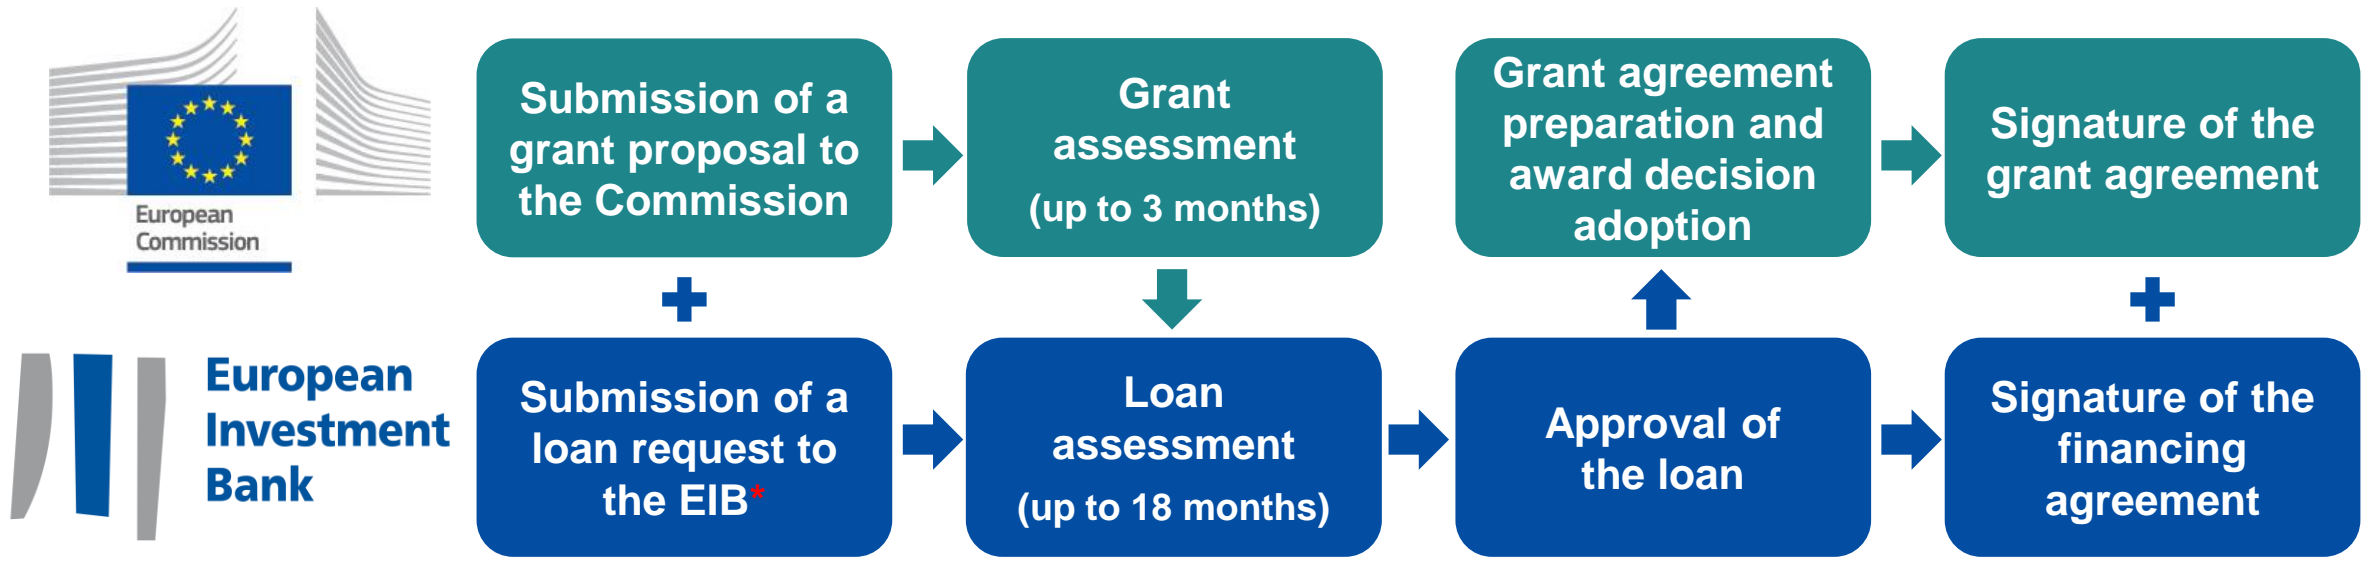 European
Commission
Submission of a
grant proposal to
the Commission
Grant
assessment
(up to 3 months)
Grant agreement
preparation and
award decision
adoption
Signature of the
grant agreement
European
Investment
Bank
Submission of a
loan request to
the EIB*
Loan
assessment
(up to 18 months)
Approval of
the loan
Signature of the
financing
agreement